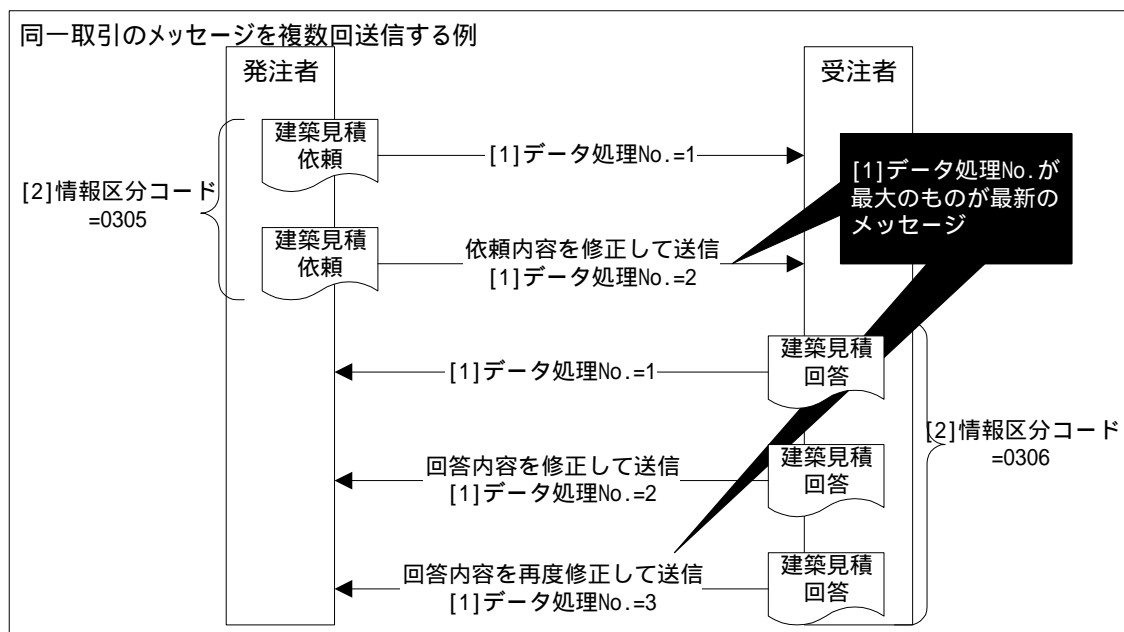 同一取引のメッセージを複数回送信する例
発注者
受注者
建築見積
依頼
[1]データ処理No.=1
[2]情報区分コード
=0305
[1]データ処理No.が
最大のものが最新の
メッセージ
建築見積
依頼
依頼内容を修正して送信
[1]データ処理No.=2
建築見積
回答
[1]データ処理No.=1
[2]情報区分コード
=0306
回答内容を修正して送信
[1]データ処理No.=2
建築見積
回答
回答内容を再度修正して送信
[1]データ処理No.=3
建築見積
回答